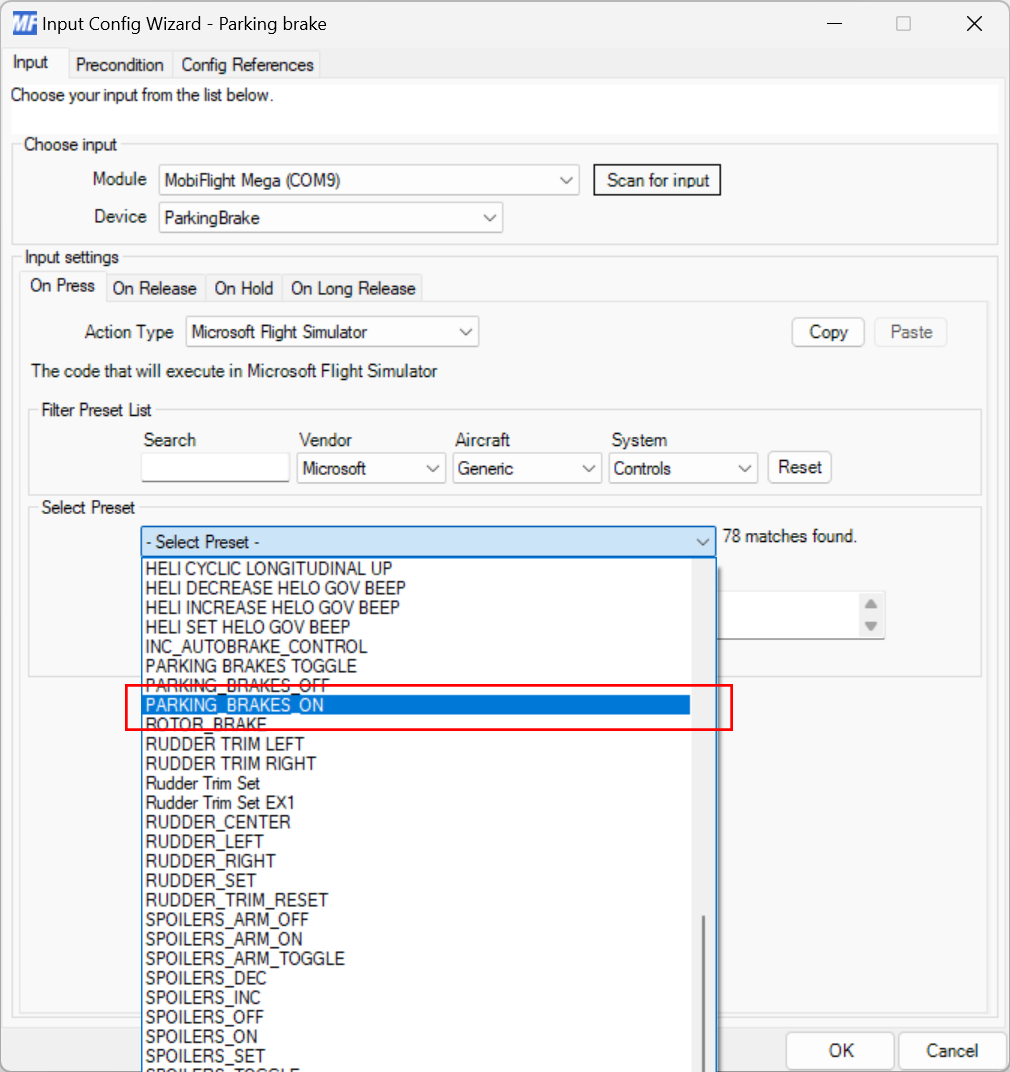 MF Input Config Wizard - Parking brake
Input Precondition Config References
Choose your input from the list below.
Choose input
Module MobiFlight Mega (COM9) Scan for input
Device ParkingBrake
Input settings
On Press On Release On Hold On Long Release
Action Type Microsoft Flight Simulator Copy Paste
The code that will execute in Microsoft Flight Simulator
Filter Preset List
Search Vendor Aircraft System
Microsoft Generic Controls Reset
Select Preset
- Select Preset - 78 matches found.
HELI CYCLIC LONGITUDINAL UP
HELI DECREASE HELO GOV BEEP
HELI INCREASE HELO GOV BEEP
HELI SET HELO GOV BEEP
INC_AUTOBRAKE_CONTROL
PARKING BRAKES TOGGLE
PARKING_BRAKES_OFF
PARKING_BRAKES_ON
ROTOR_BRAKE
RUDDER TRIM LEFT
RUDDER TRIM RIGHT
Rudder Trim Set
Rudder Trim Set EX1
RUDDER_CENTER
RUDDER_LEFT
RUDDER_RIGHT
RUDDER_SET
RUDDER_TRIM_RESET
SPOILERS_ARM_OFF
SPOILERS_ARM_ON
SPOILERS_ARM_TOGGLE
SPOILERS_DEC
SPOILERS_INC
SPOILERS_OFF
SPOILERS_ON
SPOILERS_SET
SPOILERS_TOGGLE
OK Cancel